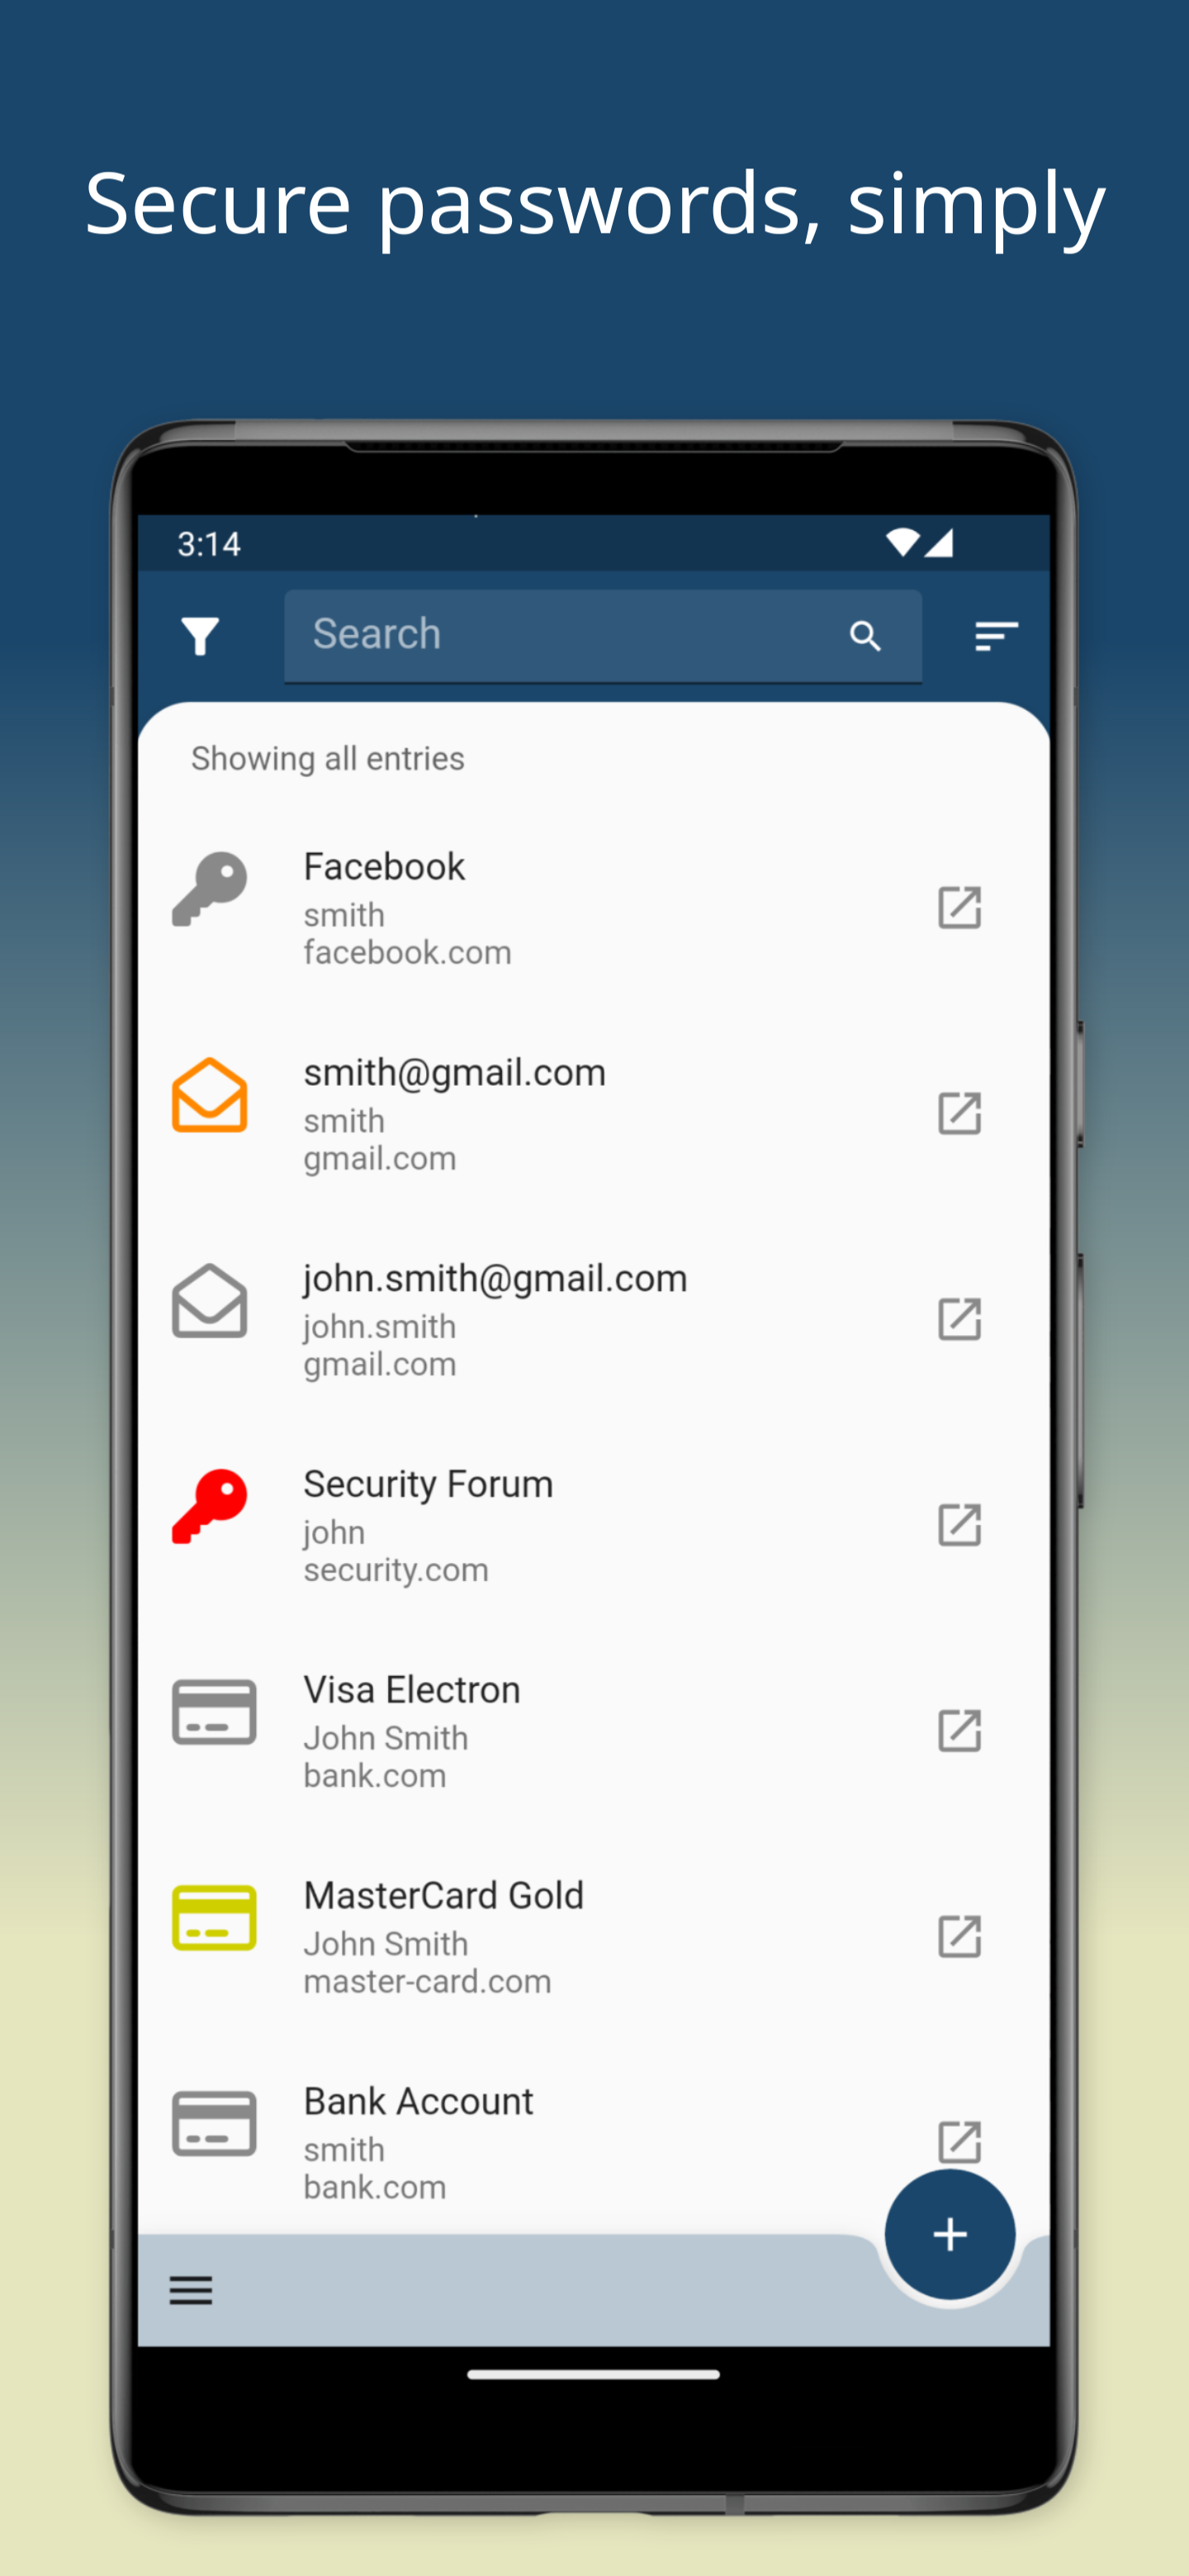 Secure passwords, simply
3:14
Search
Showing all entries
Facebook
smith
facebook.com
smith@gmail.com
smith
gmail.com
john.smith@gmail.com
john.smith
gmail.com
Security Forum
john
security.com
Visa Electron
John Smith
bank.com
MasterCard Gold
John Smith
master-card.com
Bank Account
smith
bank.com